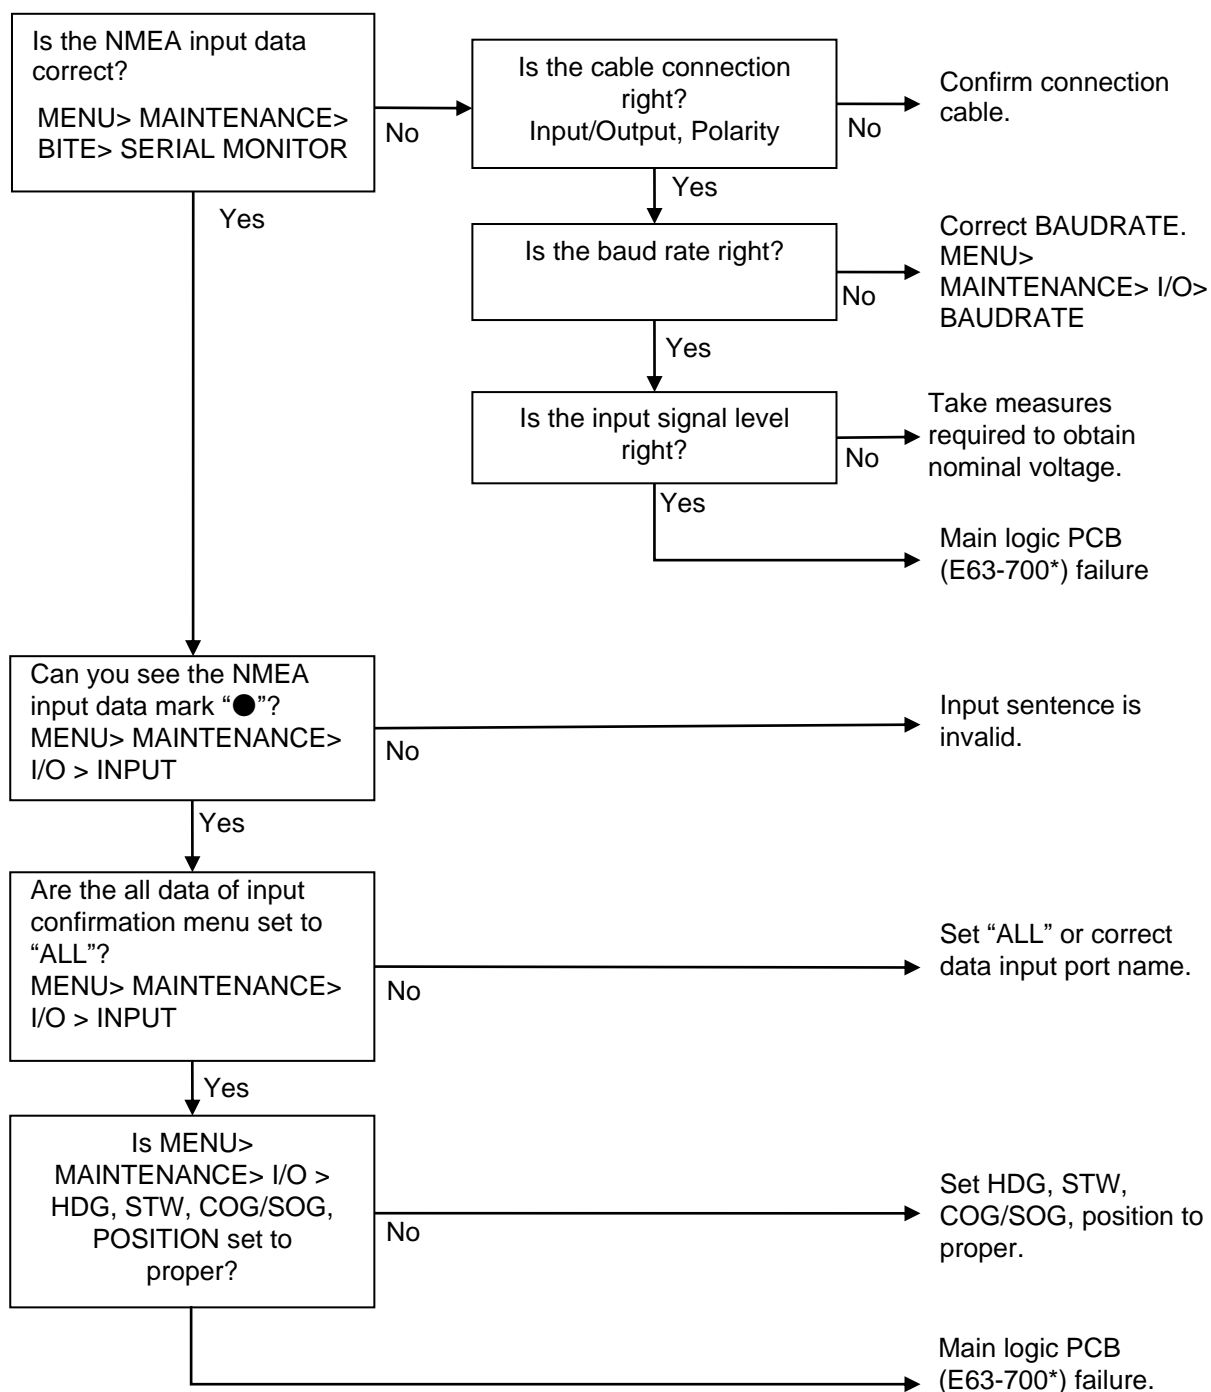 Is the NMEA input data
correct?
MENU> MAINTENANCE>
BITE> SERIAL MONITOR
No
Is the cable connection
right?
Input/Output, Polarity
No
Confirm connection
cable.
Yes
Yes
Is the baud rate right?
No
Correct BAUDRATE.
MENU>
MAINTENANCE> I/O>
BAUDRATE
Yes
Is the input signal level
right?
No
Take measures
required to obtain
nominal voltage.
Yes
Main logic PCB
(E63-700*) failure
Can you see the NMEA
input data mark “●”?
MENU> MAINTENANCE>
I/O > INPUT
No
Input sentence is
invalid.
Yes
Are the all data of input
confirmation menu set to
“ALL”?
MENU> MAINTENANCE>
I/O > INPUT
No
Set “ALL” or correct
data input port name.
Yes
Is MENU>
MAINTENANCE> I/O >
HDG, STW, COG/SOG,
POSITION set to
proper?
No
Set HDG, STW,
COG/SOG, position to
proper.
Main logic PCB
(E63-700*) failure.